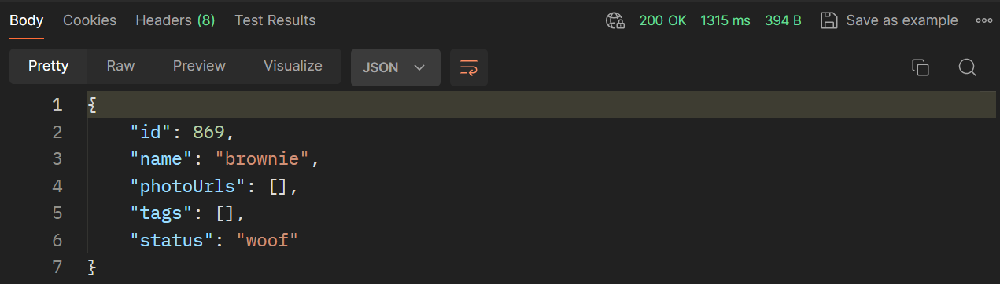 Body Cookies Headers (8) Test Results 200 OK 1315 ms 394 B Save as example
Pretty Raw Preview Visualize JSON
1 {
2 "id": 869,
3 "name": "brownie",
4 "photoUrls": [],
5 "tags": [],
6 "status": "woof"
7 }